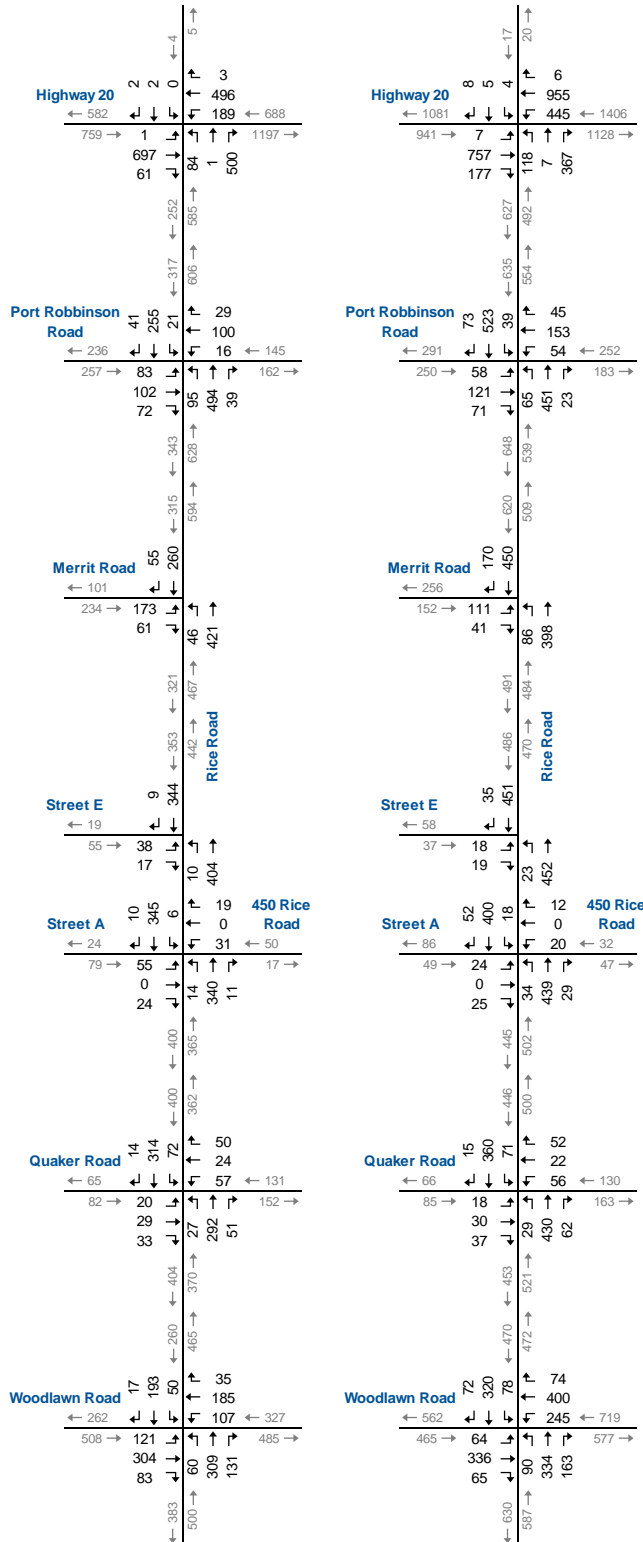 4 →
5 →
17 →
20 →
Highway 20
2 2 0
3
496
← 582
189 ← 688
759 → 1
1197 →
697
61
84 1 500
252 →
585 →
Highway 20
8 5 4
6
955
← 1081
445 ← 1406
941 → 7
1128 →
757
177
118 7 367
627 →
492 →
317 →
606 →
635 →
554 →
Port Robbinson
Road
41 255 21
29
100
← 236
16 ← 145
257 → 83
162 →
102
72
95 494 39
343 →
628 →
Port Robbinson
Road
73 523 39
45
153
← 291
54 ← 252
250 → 58
183 →
121
71
65 451 23
648 →
539 →
315 →
594 →
620 →
509 →
Merrit Road
55 260
← 101
234 → 173
61
46 421
321 →
467 →
Merrit Road
170 450
← 256
152 → 111
41
86 398
491 →
484 →
Rice Road
353 →
442 →
Rice Road
486 →
470 →
Street E
9 344
← 19
55 → 38
17
10 404
Street E
35 451
← 58
37 → 18
19
23 452
Street A
10 345 6
19
0
31 ← 50
450 Rice
Road
← 24
79 → 55
17 →
0
24
14 340 11
400 →
365 →
Street A
52 400 18
12
0
20 ← 32
450 Rice
Road
← 86
49 → 24
47 →
0
25
34 439 29
445 →
502 →
400 →
362 →
446 →
500 →
Quaker Road
14 314 72
50
24
← 65
57 ← 131
82 → 20
152 →
29
33
27 292 51
404 →
370 →
Quaker Road
15 360 71
52
22
← 66
56 ← 130
85 → 18
163 →
30
37
29 430 62
453 →
521 →
260 →
465 →
470 →
472 →
Woodlawn Road
17 193 50
35
185
← 262
107 ← 327
508 → 121
485 →
304
83
60 309 131
383 →
500 →
Woodlawn Road
72 320 78
74
400
← 562
245 ← 719
465 → 64
577 →
336
65
90 334 163
630 →
587 →